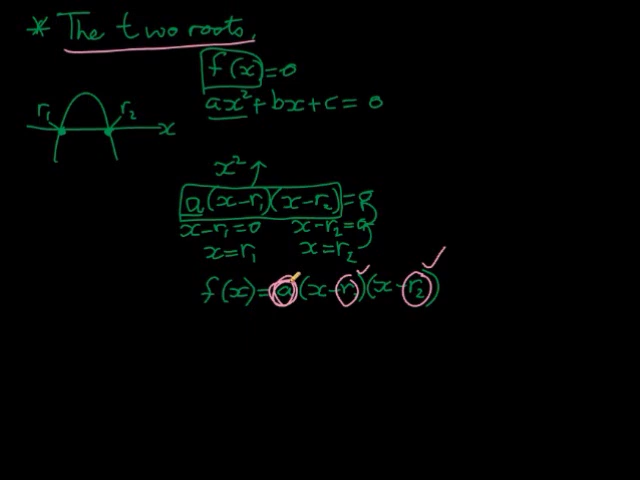 * The two roots.
f(x)=0
ax²+bx+c=0
r₁ r₂ x
x²
a(x-r₁)(x-r₂)=0
x-r₁=0 x-r₂=0
x=r₁ x=r₂
f(x)=a(x-r₁)(x-r₂)